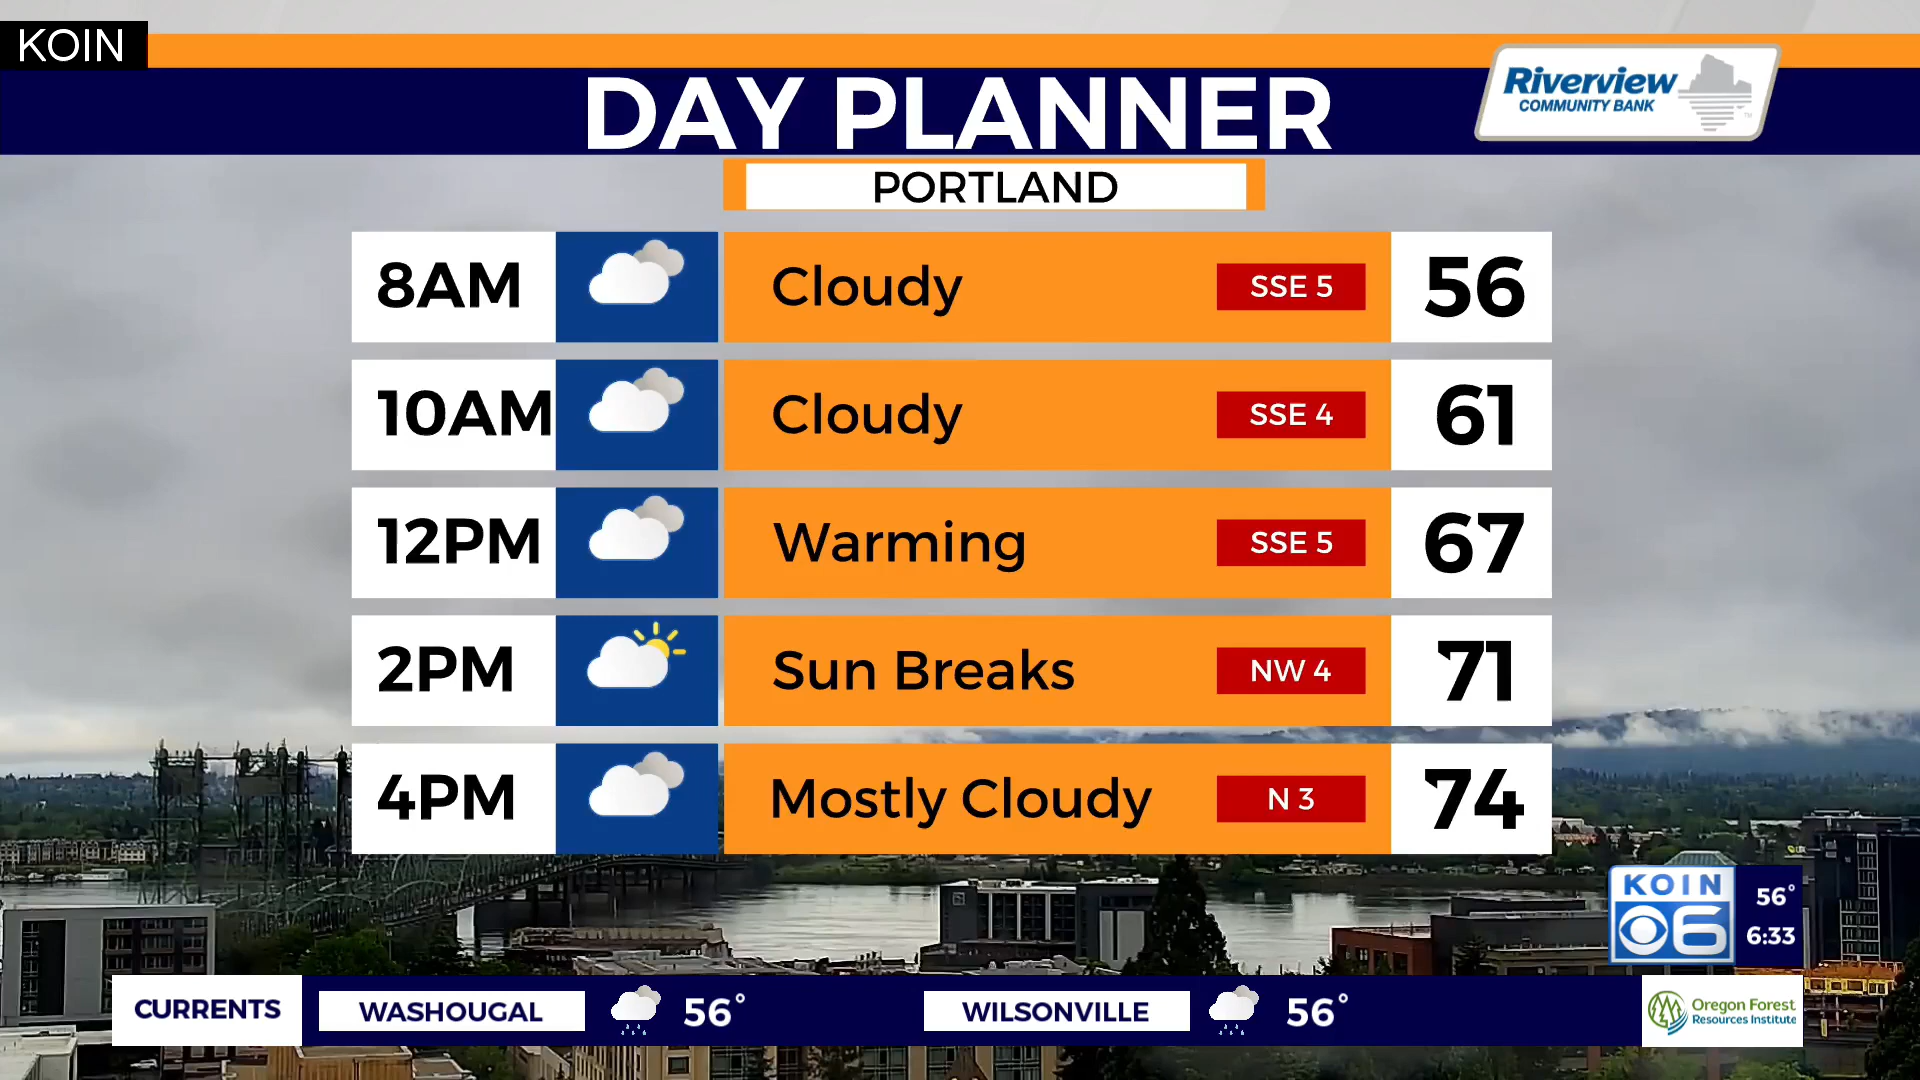 KOIN
DAY PLANNER
Riverview
COMMUNITY BANK
TM
PORTLAND
8AM Cloudy SSE 5 56
10AM Cloudy SSE 4 61
12PM Warming SSE 5 67
2PM Sun Breaks NW 4 71
4PM Mostly Cloudy N 3 74
KOIN 56°
6 6:33
CURRENTS WASHOUGAL 56° WILSONVILLE 56°
Oregon Forest
Resources Institute